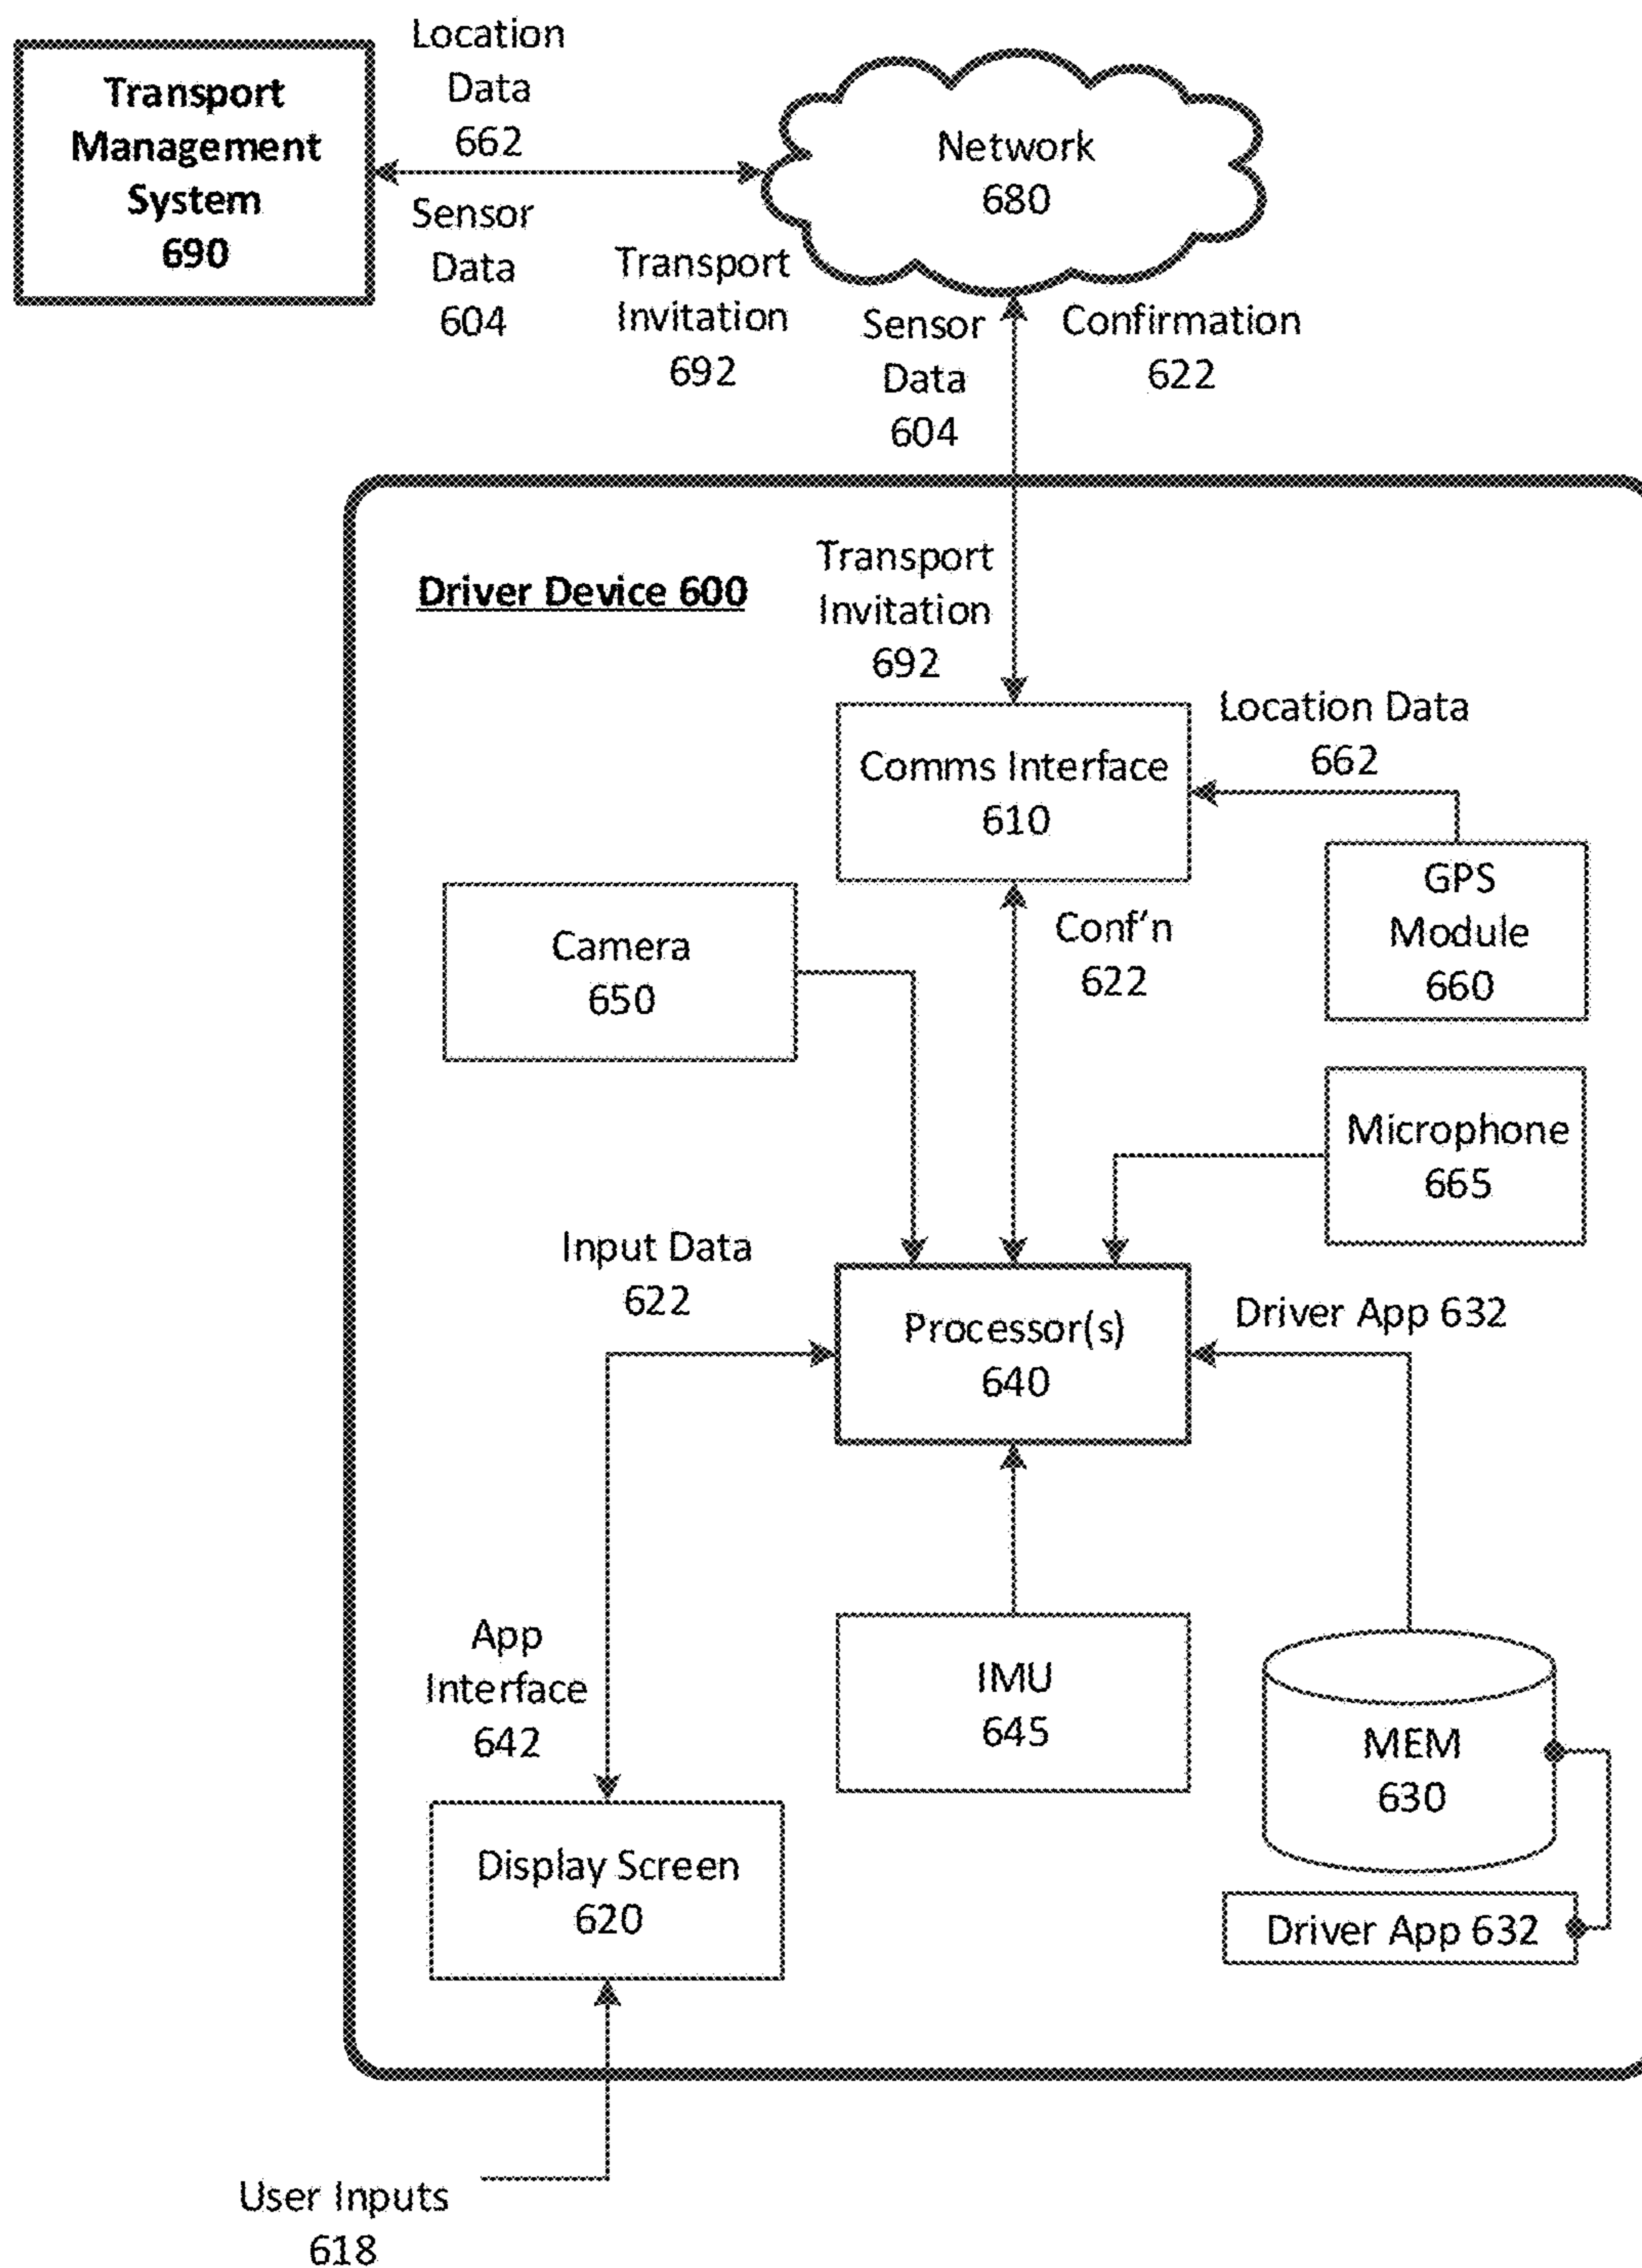 Transport
Management
System
690
Location
Data
662
Sensor
Data
604
Network
680
Transport
Invitation
692
Sensor
Data
604
Confirmation
622
Driver Device 600
Transport
Invitation
692
Comms Interface
610
Location Data
662
GPS
Module
660
Camera
650
Conf'n
622
Microphone
665
Input Data
622
Processor(s)
640
Driver App 632
App
Interface
642
IMU
645
MEM
630
Display Screen
620
Driver App 632
User Inputs
618